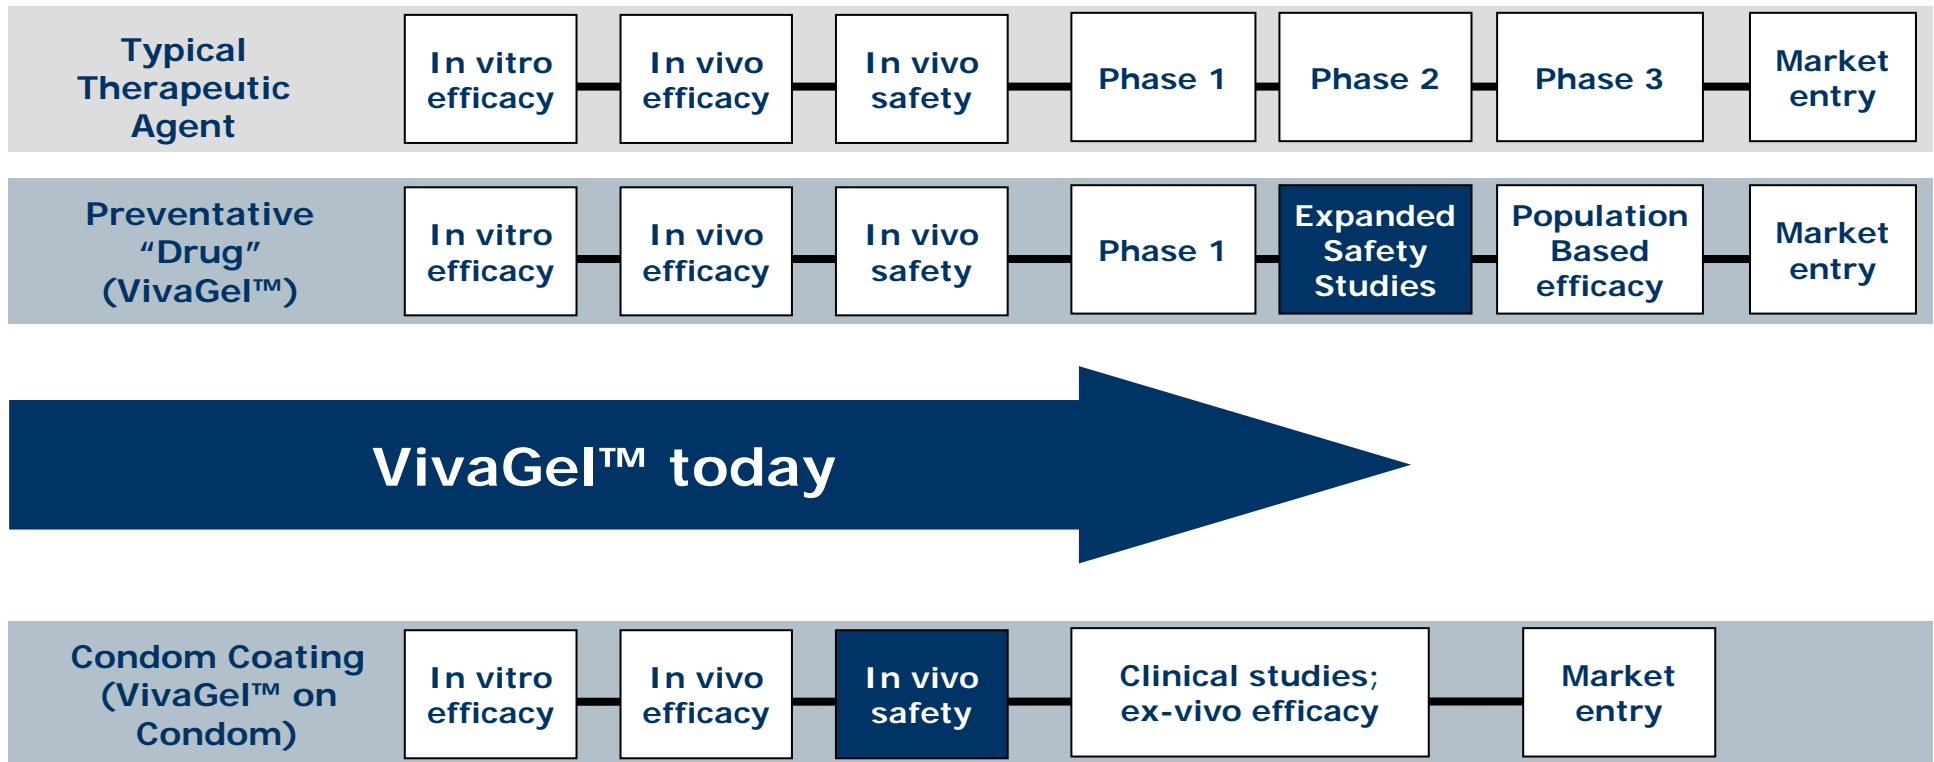 Typical
Therapeutic
Agent
In vitro
efficacy
In vivo
efficacy
In vivo
safety
Phase 1
Phase 2
Phase 3
Market
entry
Preventative
“Drug”
(VivaGel™)
In vitro
efficacy
In vivo
efficacy
In vivo
safety
Phase 1
Expanded
Safety
Studies
Population
Based
efficacy
Market
entry
VivaGel™ today
Condom Coating
(VivaGel™ on
Condom)
In vitro
efficacy
In vivo
efficacy
In vivo
safety
Clinical studies;
ex-vivo efficacy
Market
entry